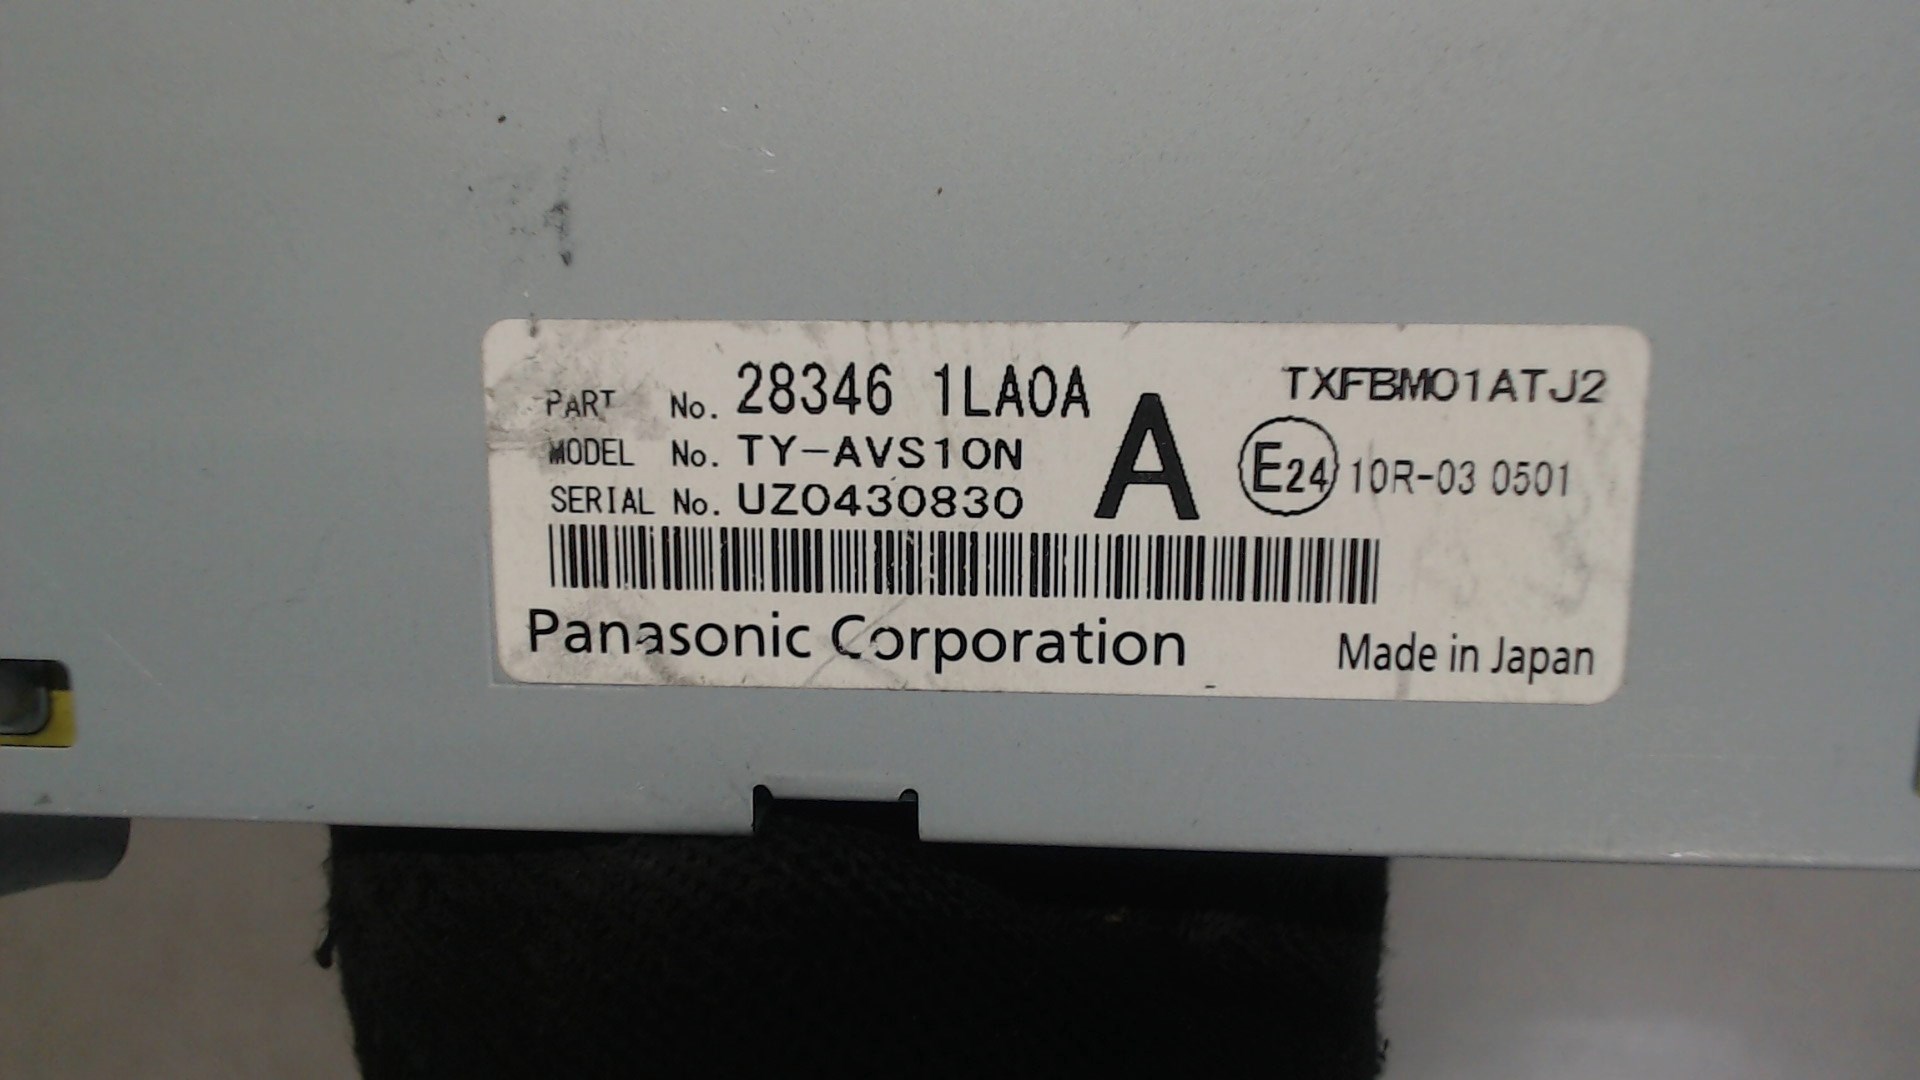 PART No. 28346 1LA0A
MODEL No. TY-AVS10N
SERIAL No. UZ0430830
A
TXFBM01ATJ2
E24 10R-03 0501
Panasonic Corporation
Made in Japan